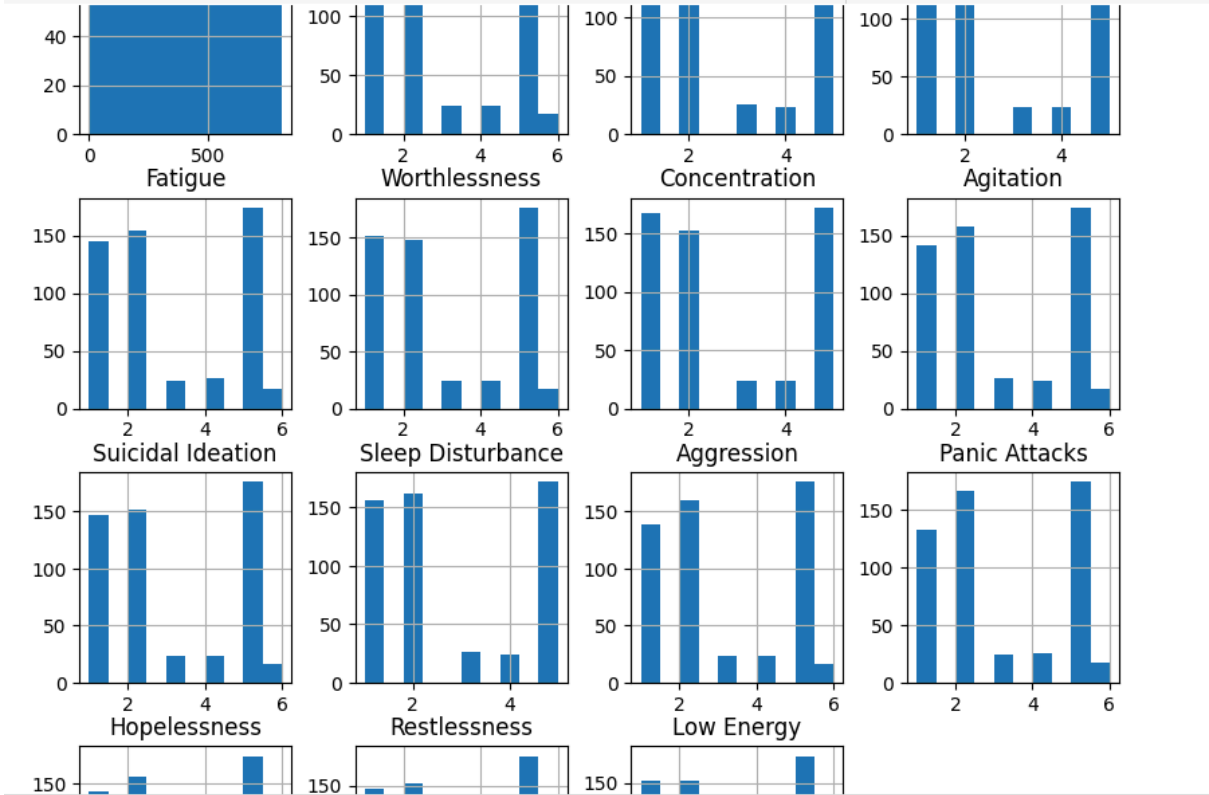 100 100 100
40
50 50 50
20
0 0 0 0
0 500 2 4 6 2 4 2 4
Fatigue Worthlessness Concentration Agitation
150 150 150 150
100 100 100 100
50 50 50 50
0 0 0 0
2 4 6 2 4 6 2 4 2 4 6
Suicidal Ideation Sleep Disturbance Aggression Panic Attacks
150 150 150 150
100 100 100 100
50 50 50 50
0 0 0 0
2 4 6 2 4 2 4 6 2 4 6
Hopelessness Restlessness Low Energy
150 150 150